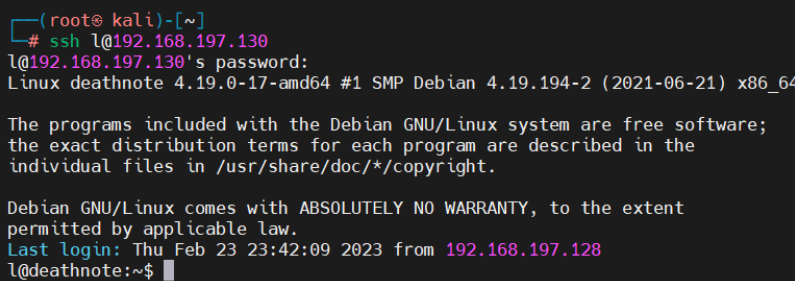 ┌──(root㉿ kali)-[~]
└─# ssh l@192.168.197.130
l@192.168.197.130's password:
Linux deathnote 4.19.0-17-amd64 #1 SMP Debian 4.19.194-2 (2021-06-21) x86_64
The programs included with the Debian GNU/Linux system are free software;
the exact distribution terms for each program are described in the
individual files in /usr/share/doc/*/copyright.
Debian GNU/Linux comes with ABSOLUTELY NO WARRANTY, to the extent
permitted by applicable law.
Last login: Thu Feb 23 23:42:09 2023 from 192.168.197.128
l@deathnote:~$